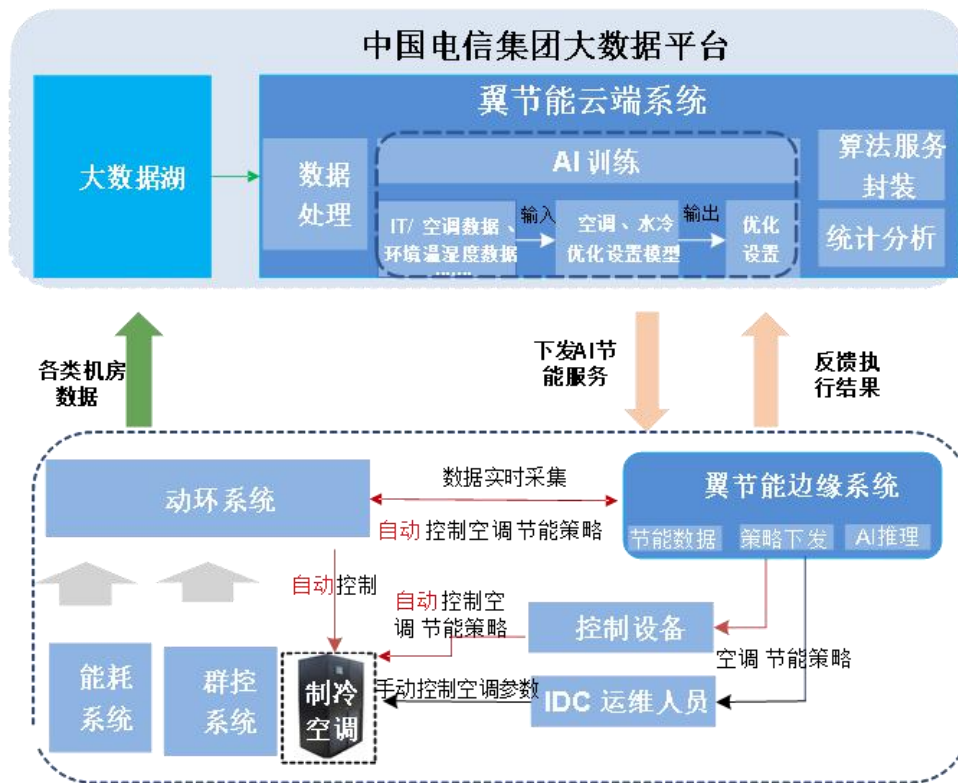 中国电信集团大数据平台
大数据湖
翼节能云端系统
数据
处理
AI 训练
IT/ 空调数据、
环境温湿度数据
……
输入
空调、水冷
优化设置模型
输出
优化
设置
算法服务
封装
统计分析
各类机房
数据
下发AI节
能服务
反馈执
行结果
动环系统
数据实时采集
自动 控制空调 节能策略
翼节能边缘系统
节能数据
策略下发
AI推理
自动 控制
自动 控制空
调 节能策略
控制设备
空调 节能策略
能耗
系统
群控
系统
制冷
空调
手动控制空调参数
IDC 运维人员